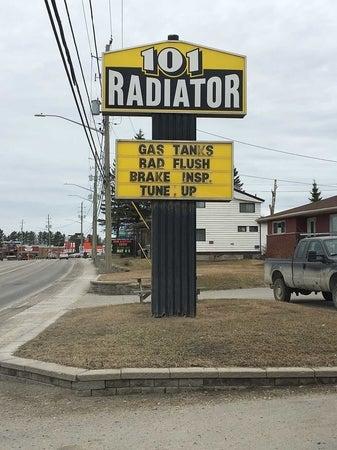 101
RADIATOR
GAS TANKS
RAD FLUSH
BRAKE INSP.
TUNE UP